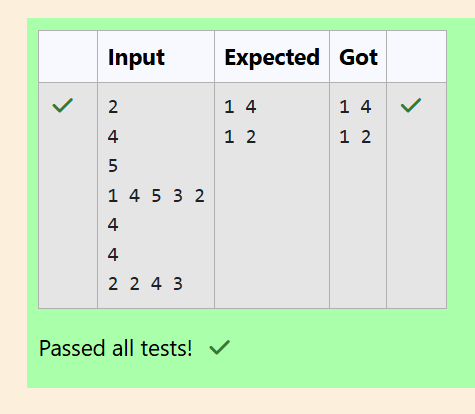 Input Expected Got
2 1 4 1 4
4 1 2 1 2
5
1 4 5 3 2
4
4
2 2 4 3
Passed all tests!